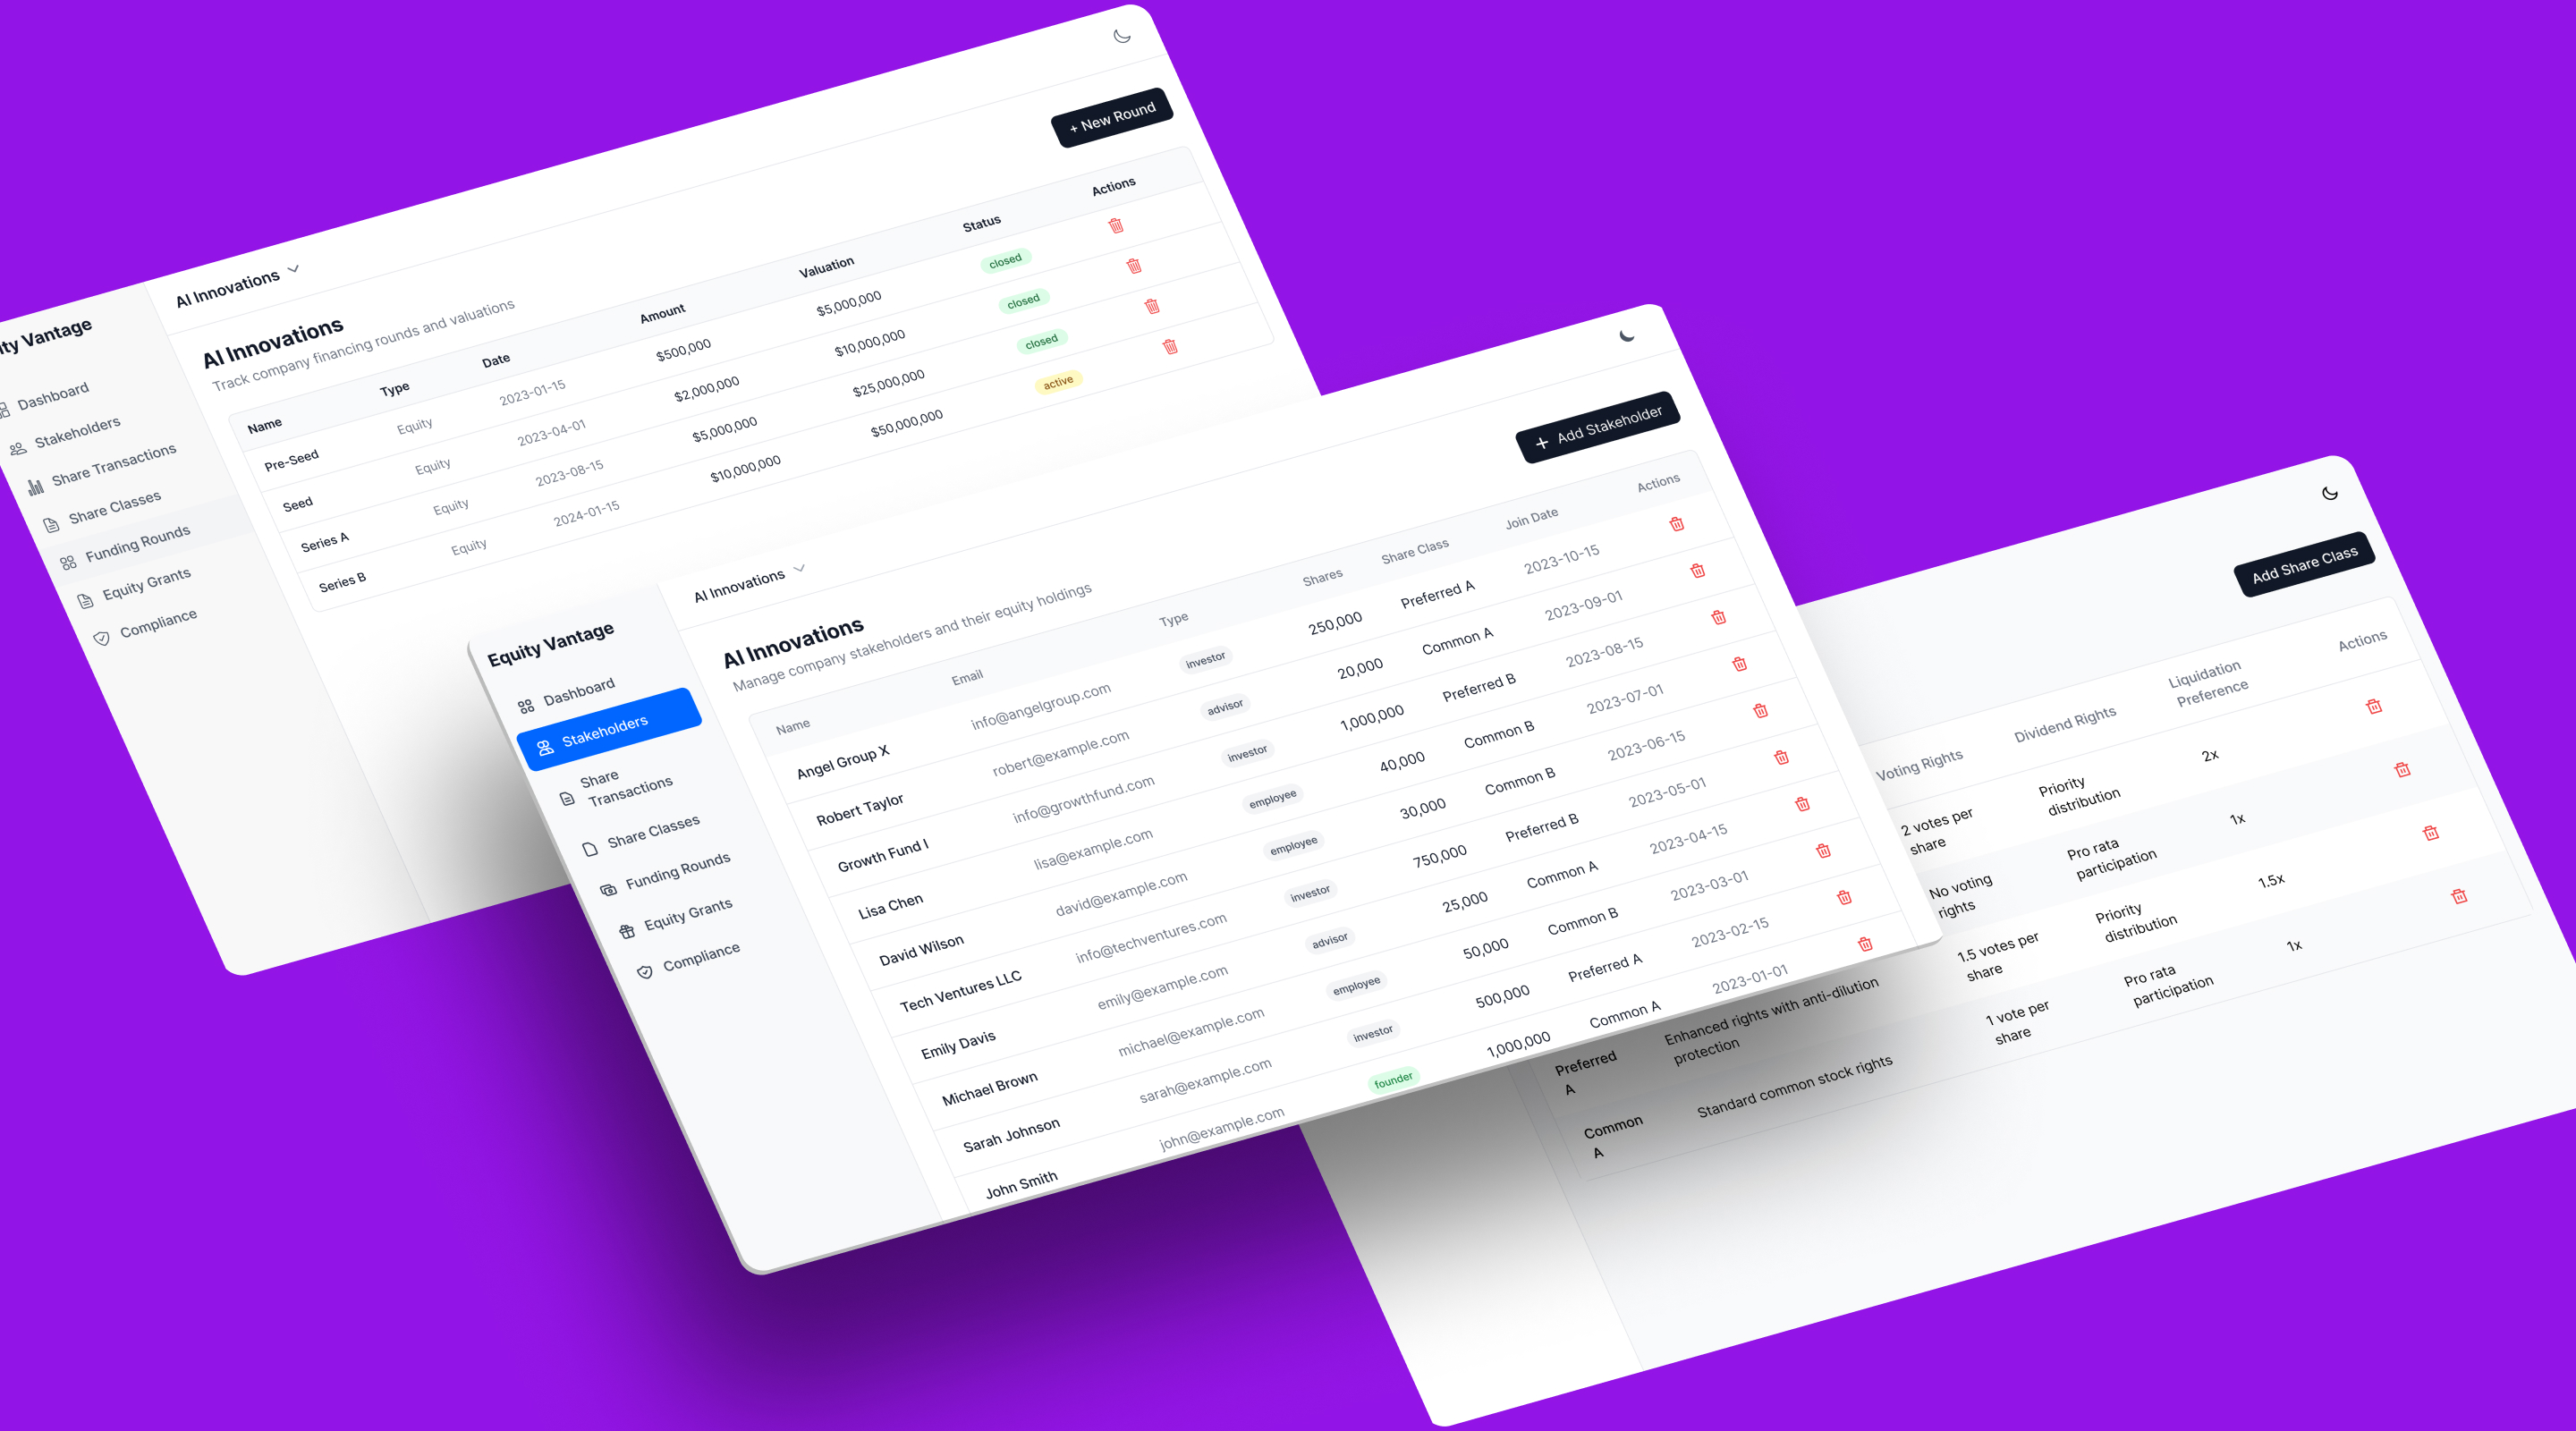 ity Vantage
Dashboard
Stakeholders
Share Transactions
Share Classes
Funding Rounds
Equity Grants
Compliance
AI Innovations
+ New Round
AI Innovations
Track company financing rounds and valuations
Name Type Date Amount Valuation Status Actions
Pre-Seed Equity 2023-01-15 $500,000 $5,000,000 closed
Seed Equity 2023-04-01 $2,000,000 $10,000,000 closed
Series A Equity 2023-08-15 $5,000,000 $25,000,000 closed
Series B Equity 2024-01-15 $10,000,000 $50,000,000 active
Equity Vantage
Dashboard
Stakeholders
Share
Transactions
Share Classes
Funding Rounds
Equity Grants
Compliance
AI Innovations
+ Add Stakeholder
AI Innovations
Manage company stakeholders and their equity holdings
Name Email Type Shares Share Class Join Date Actions
Angel Group X info@angelgroup.com investor 250,000 Preferred A 2023-10-15
Robert Taylor robert@example.com advisor 20,000 Common A 2023-09-01
Growth Fund I info@growthfund.com investor 1,000,000 Preferred B 2023-08-15
Lisa Chen lisa@example.com employee 40,000 Common B 2023-07-01
David Wilson david@example.com employee 30,000 Common B 2023-06-15
Tech Ventures LLC info@techventures.com investor 750,000 Preferred B 2023-05-01
Emily Davis emily@example.com advisor 25,000 Common A 2023-04-15
Michael Brown michael@example.com employee 50,000 Common B 2023-03-01
Sarah Johnson sarah@example.com investor 500,000 Preferred A 2023-02-15
John Smith john@example.com founder 1,000,000 Common A 2023-01-01
Add Share Class
Voting Rights Dividend Rights Liquidation
Preference Actions
2 votes per
share Priority
distribution 2x
No voting
rights Pro rata
participation 1x
Preferred
A Enhanced rights with anti-dilution
protection 1.5 votes per
share Priority
distribution 1.5x
Common
A Standard common stock rights 1 vote per
share Pro rata
participation 1x